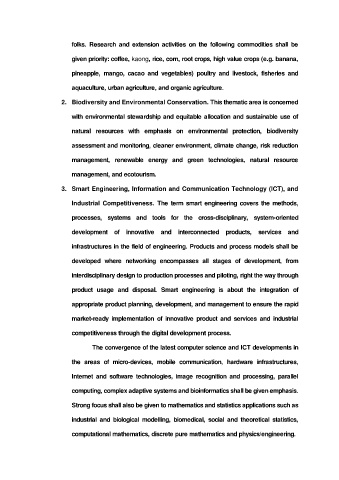 folks. Research and extension activities on the following commodities shall be
given priority: coffee, kaong, rice, corn, root crops, high value crops (e.g. banana,
pineapple, mango, cacao and vegetables) poultry and livestock, fisheries and
aquaculture, urban agriculture, and organic agriculture.
2. Biodiversity and Environmental Conservation. This thematic area is concerned
with environmental stewardship and equitable allocation and sustainable use of
natural resources with emphasis on environmental protection, biodiversity
assessment and monitoring, cleaner environment, climate change, risk reduction
management, renewable energy and green technologies, natural resource
management, and ecotourism.
3. Smart Engineering, Information and Communication Technology (ICT), and
Industrial Competitiveness. The term smart engineering covers the methods,
processes, systems and tools for the cross-disciplinary, system-oriented
development of innovative and interconnected products, services and
infrastructures in the field of engineering. Products and process models shall be
developed where networking encompasses all stages of development, from
interdisciplinary design to production processes and piloting, right the way through
product usage and disposal. Smart engineering is about the integration of
appropriate product planning, development, and management to ensure the rapid
market-ready implementation of innovative product and services and industrial
competitiveness through the digital development process.
The convergence of the latest computer science and ICT developments in
the areas of micro-devices, mobile communication, hardware infrastructures,
Internet and software technologies, image recognition and processing, parallel
computing, complex adaptive systems and bioinformatics shall be given emphasis.
Strong focus shall also be given to mathematics and statistics applications such as
industrial and biological modelling, biomedical, social and theoretical statistics,
computational mathematics, discrete pure mathematics and physics/engineering.